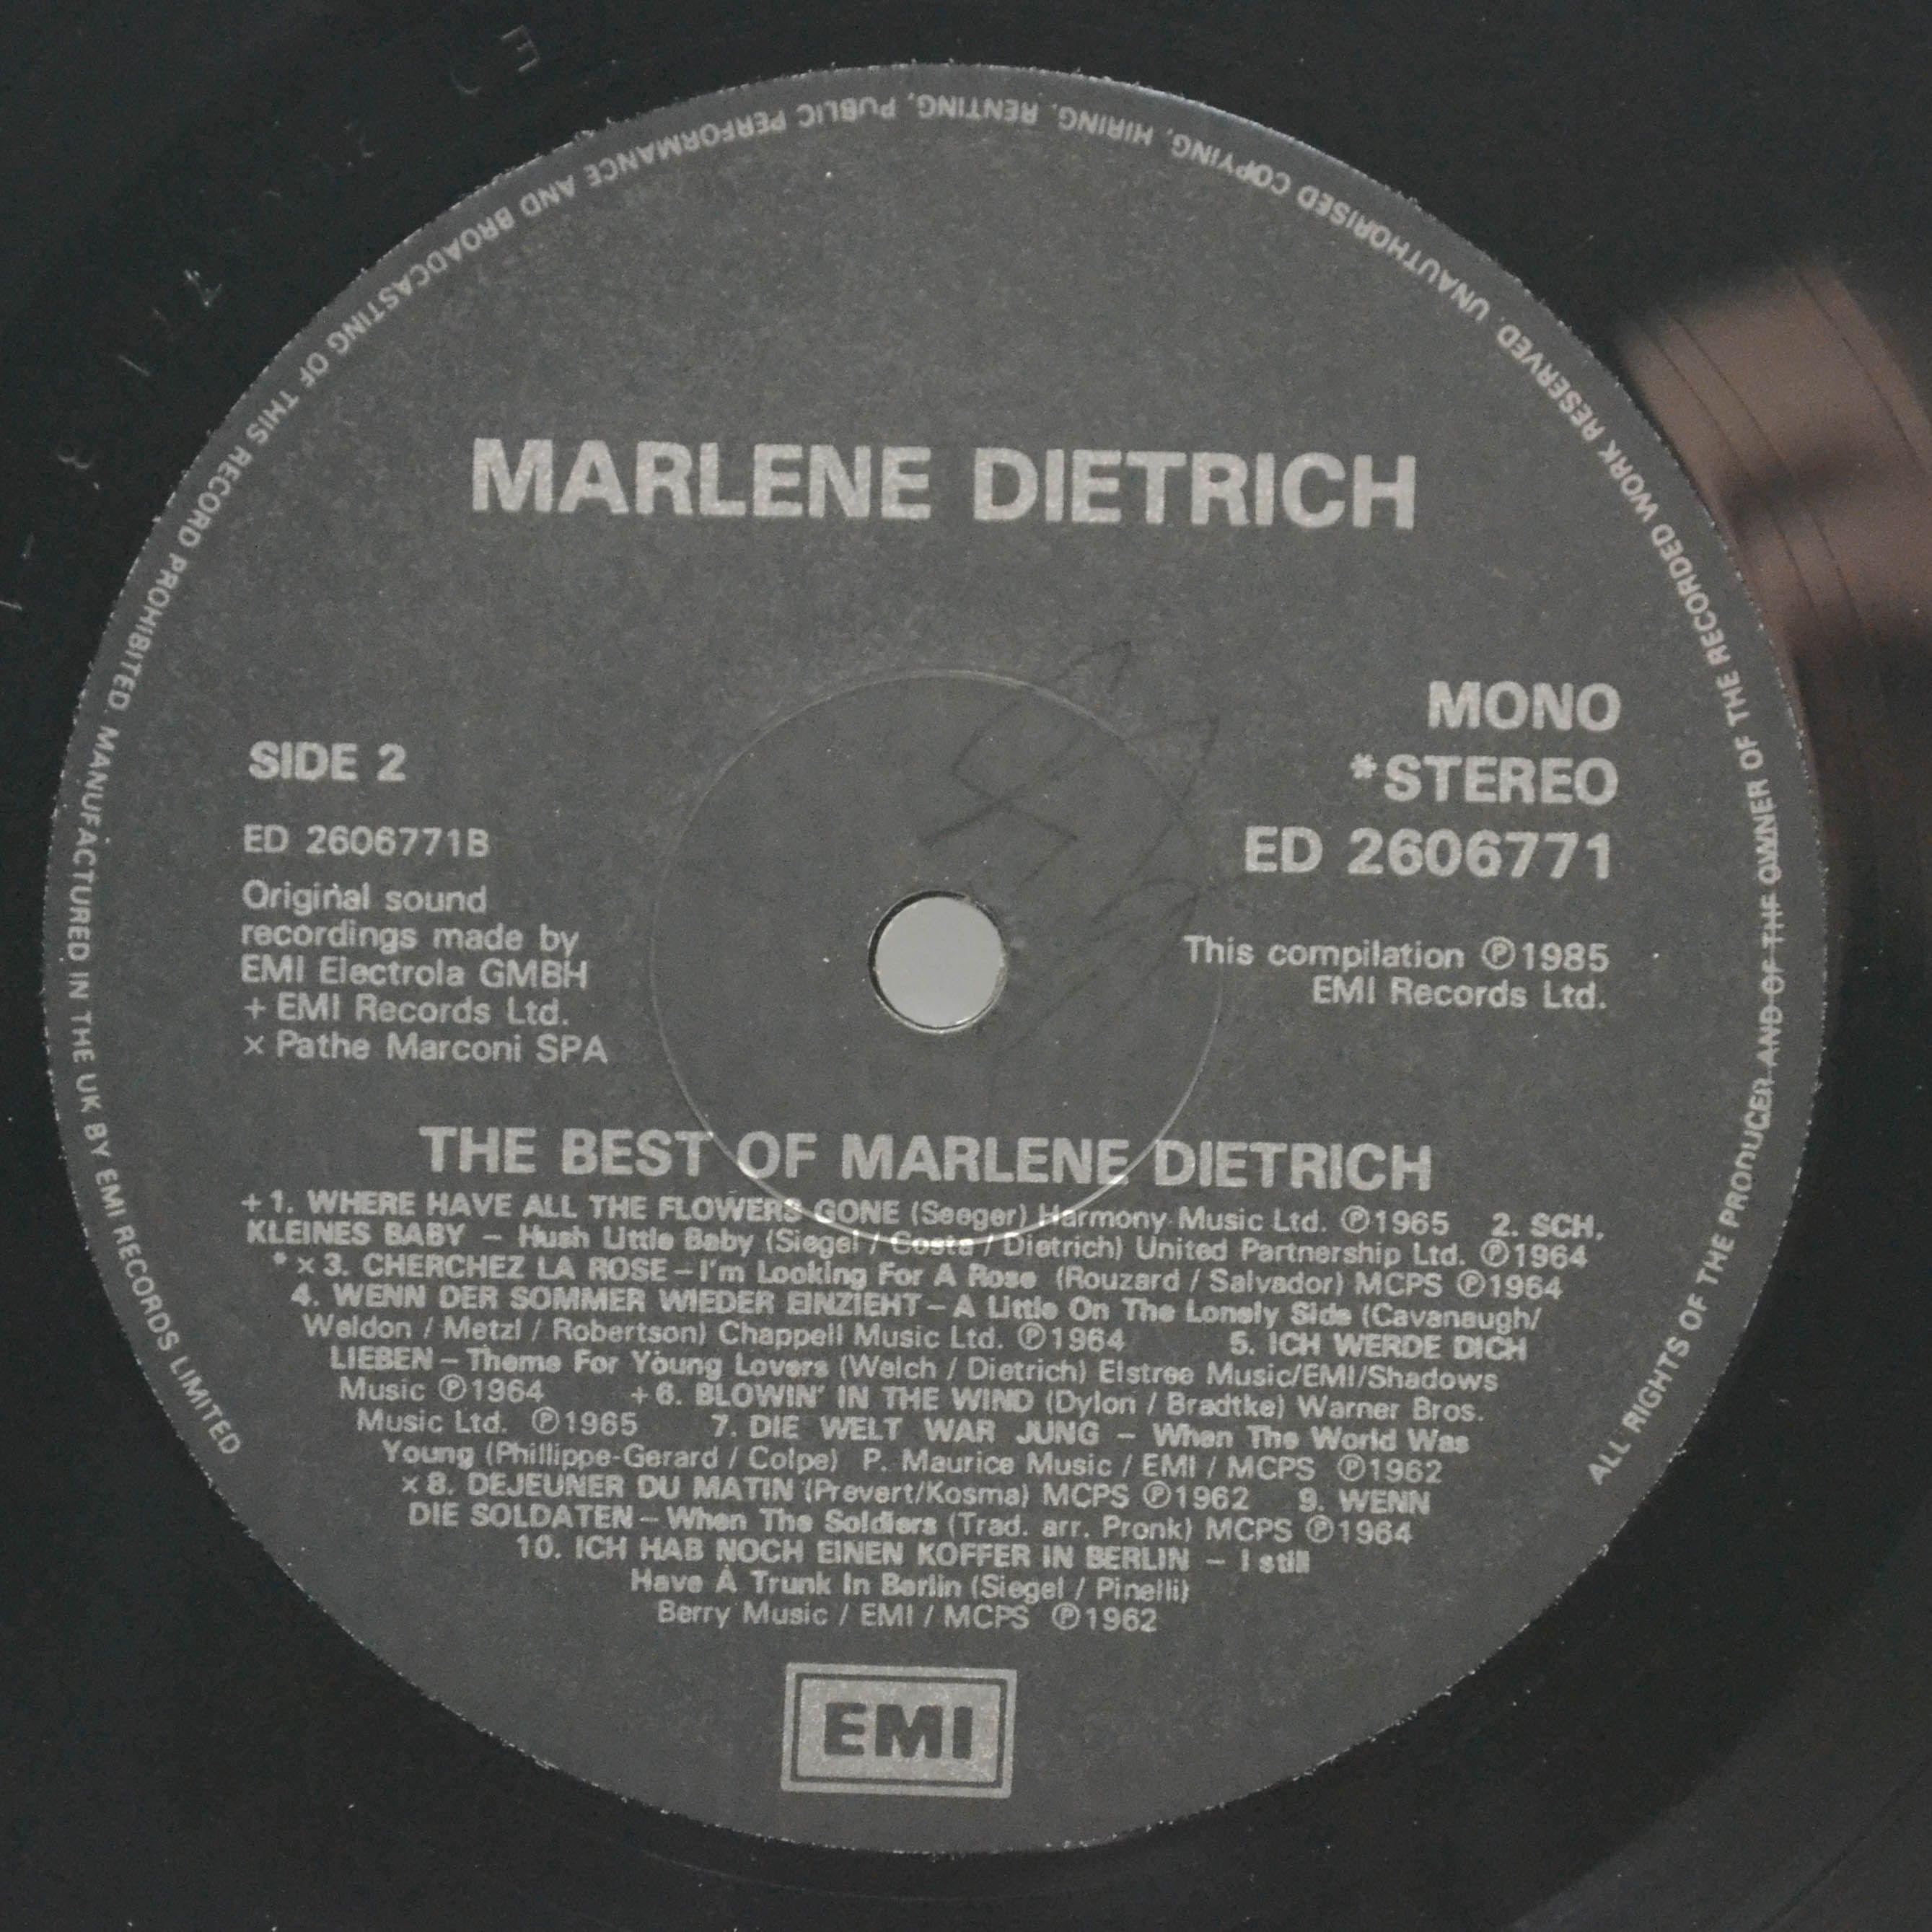 MARLENE DIETRICH
SIDE 2
ED 2606771B
Original sound
recordings made by
EMI Electrola GMBH
+ EMI Records Ltd.
x Pathe Marconi SPA
MONO
*STEREO
ED 2606771
This compilation ℗1985
EMI Records Ltd.
THE BEST OF MARLENE DIETRICH
+1. WHERE HAVE ALL THE FLOWERS GONE (Seeger) Harmony Music Ltd. ℗1965 2. SCH,
KLEINES BABY – Hush Little Baby (Siegel / Costa / Dietrich) United Partnership Ltd. ℗1964
*x3. CHERCHEZ LA ROSE – I'm Looking For A Rose (Rouzard / Salvador) MCPS ℗1964
4. WENN DER SOMMER WIEDER EINZIEHT – A Little On The Lonely Side (Cavanaugh/
Weldon / Metzl / Robertson) Chappell Music Ltd. ℗1964 5. ICH WERDE DICH
LIEBEN – Theme For Young Lovers (Welch / Dietrich) Elstree Music/EMI/Shadows
Music ℗1964 +6. BLOWIN' IN THE WIND (Dylon / Bradtke) Warner Bros.
Music Ltd. ℗1965 7. DIE WELT WAR JUNG – When The World Was
Young (Phillippe-Gerard / Colpe) P. Maurice Music / EMI / MCPS ℗1962
x8. DEJEUNER DU MATIN (Prevert/Kosma) MCPS ℗1962 9. WENN
DIE SOLDATEN – When The Soldiers (Trad. arr. Pronk) MCPS ℗1964
10. ICH HAB NOCH EINEN KOFFER IN BERLIN – I still
Have A Trunk In Berlin (Siegel / Pinelli)
Berry Music / EMI / MCPS ℗1962
EMI
ALL RIGHTS OF THE PRODUCER AND OF THE OWNER OF THE RECORDED WORK RESERVED. UNAUTHORISED COPYING, HIRING, RENTING, PUBLIC PERFORMANCE AND BROADCASTING OF THIS RECORD PROHIBITED. MANUFACTURED IN THE UK BY EMI RECORDS LIMITED